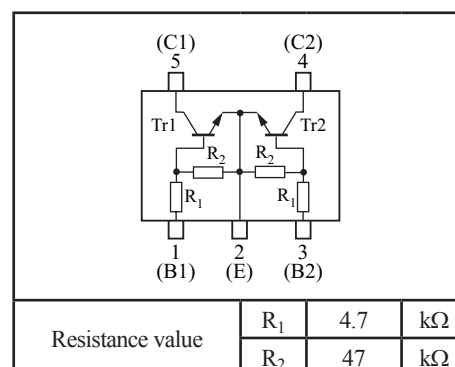 (C1) (C2)
5 4
Tr1 Tr2
R₂ R₂
R₁ R₁
1 2 3
(B1) (E) (B2)
Resistance value R₁ 4.7 kΩ
R₂ 47 kΩ